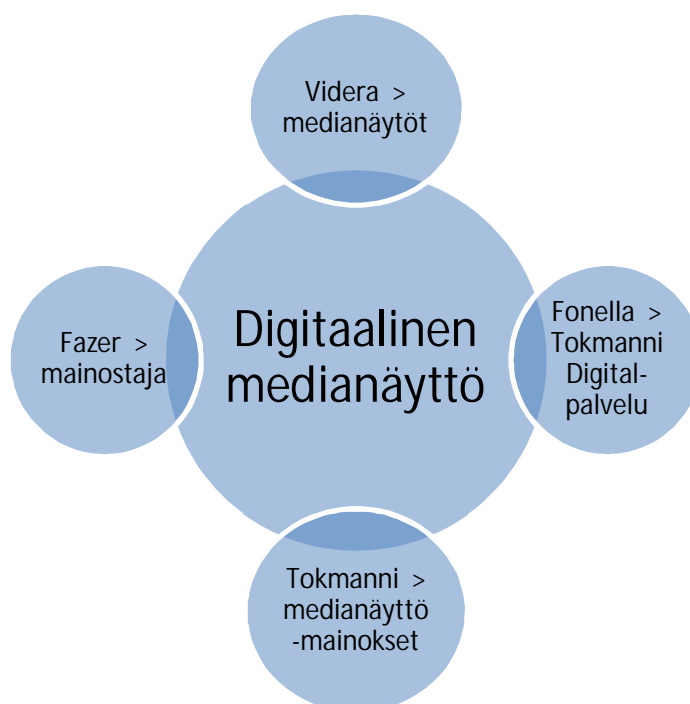 Videra >
medianäytöt
Digitaalinen
medianäyttö
Fazer >
mainostaja
Fonella >
Tokmanni
Digital-
palvelu
Tokmanni >
medianäyttö
-mainokset